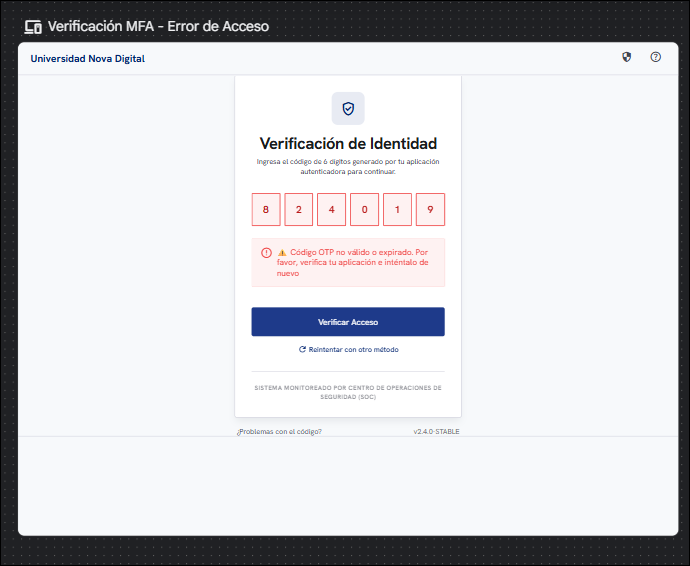 Verificación MFA - Error de Acceso
Universidad Nova Digital
Verificación de Identidad
Ingresa el código de 6 dígitos generado por tu aplicación
autenticadora para continuar.
8 2 4 0 1 9
⚠️ Código OTP no válido o expirado. Por
favor, verifica tu aplicación e inténtalo de
nuevo
Verificar Acceso
Reintentar con otro método
SISTEMA MONITOREADO POR CENTRO DE OPERACIONES DE
SEGURIDAD (SOC)
¿Problemas con el código? v2.4.0-STABLE